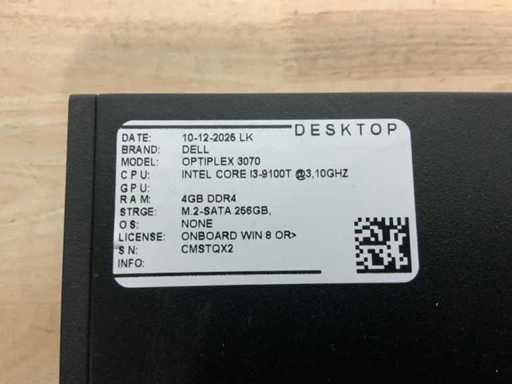 DESKTOP
DATE: 10-12-2025 LK
BRAND: DELL
MODEL: OPTIPLEX 3070
CPU: INTEL CORE I3-9100T @3,10GHZ
GPU:
RAM: 4GB DDR4
STRGE: M.2-SATA 256GB,
OS: NONE
LICENSE: ONBOARD WIN 8 OR>
SN: CMSTQX2
INFO: